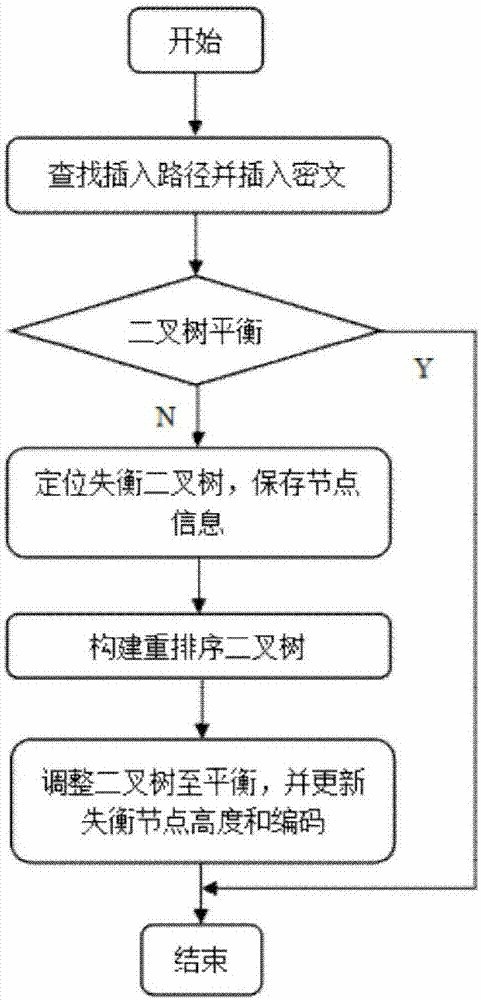 开始
查找插入路径并插入密文
二叉树平衡
Y
N
定位失衡二叉树，保存节点
信息
构建重排序二叉树
调整二叉树至平衡，并更新
失衡节点高度和编码
结束